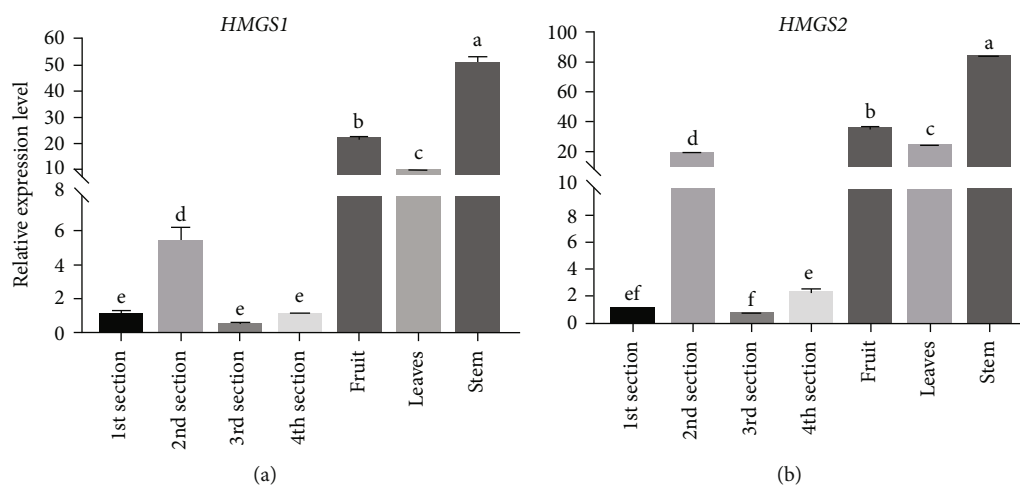 HMGS1
Relative expression level
60
50
40
30
20
10
8
6
4
2
0
a
b
c
d
e
e
e
1st section
2nd section
3rd section
4th section
Fruit
Leaves
Stem
(a)
HMGS2
100
80
60
40
20
10
8
6
4
2
0
a
b
c
d
ef
f
e
1st section
2nd section
3rd section
4th section
Fruit
Leaves
Stem
(b)